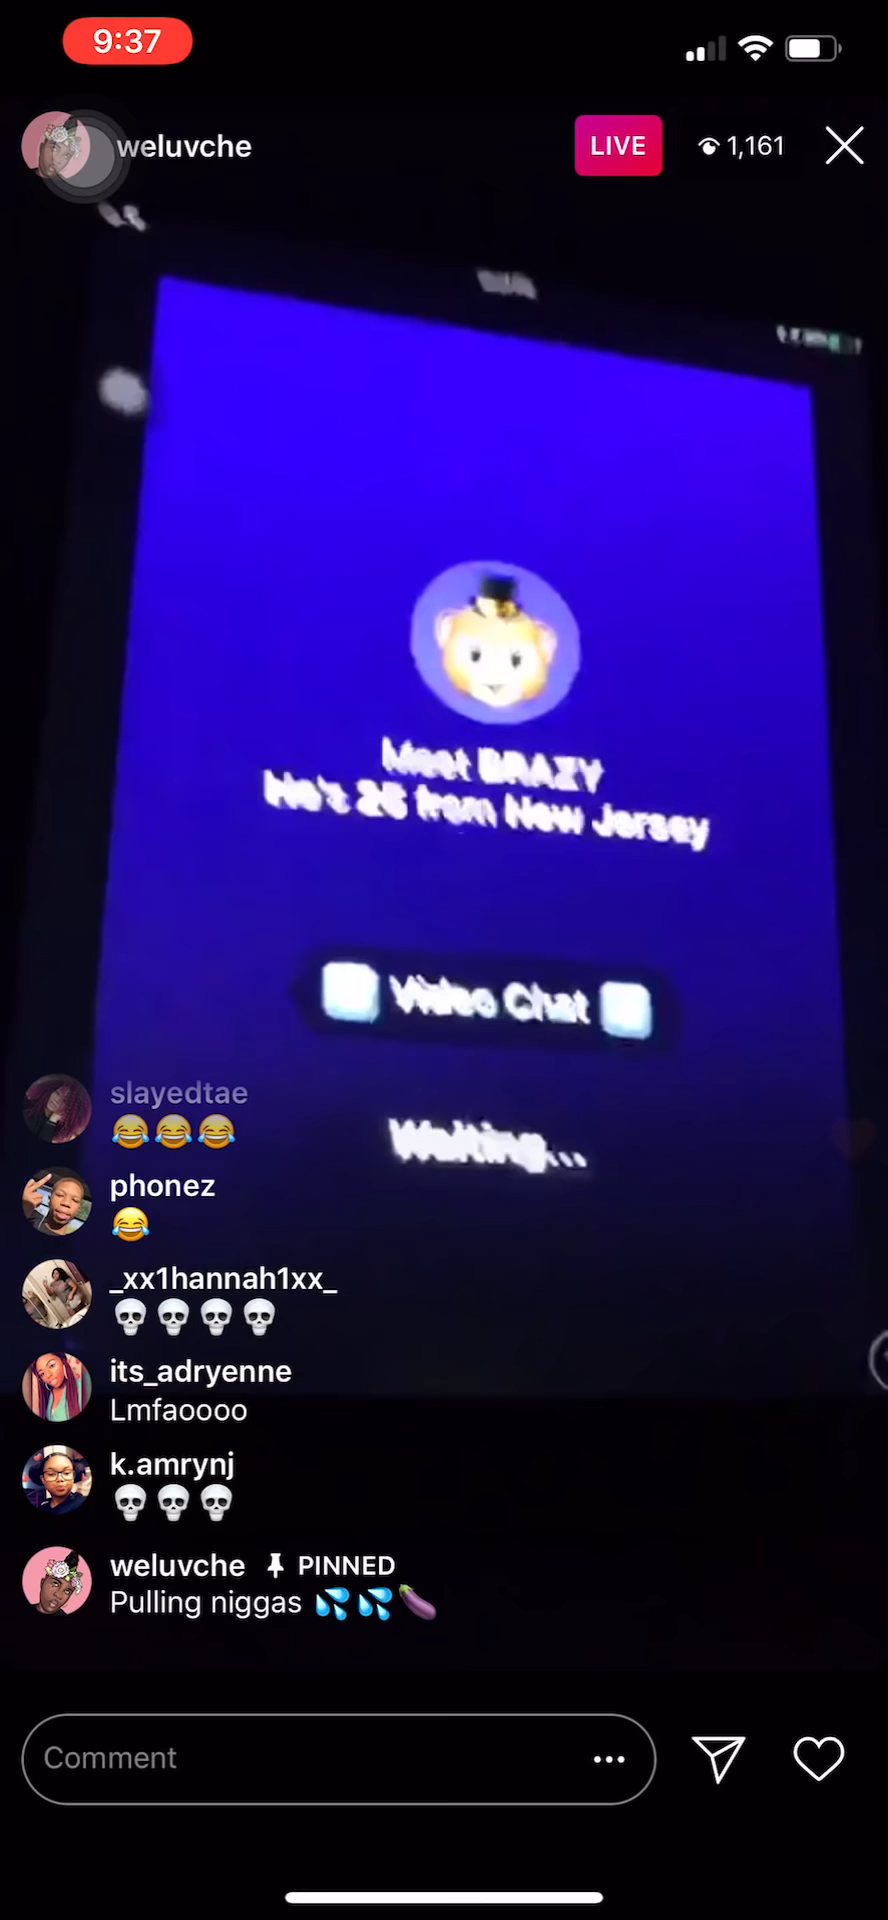 9:37
weluvche
LIVE
1,161
Meet BRAZY
He's 26 from New Jersey
Video Chat
Waiting...
slayedtae
😂😂😂
phonez
😂
_xx1hannah1xx_
💀💀💀💀
its_adryenne
Lmfaoooo
k.amrynj
💀💀💀
weluvche PINNED
Pulling niggas 💦💦🍆
Comment